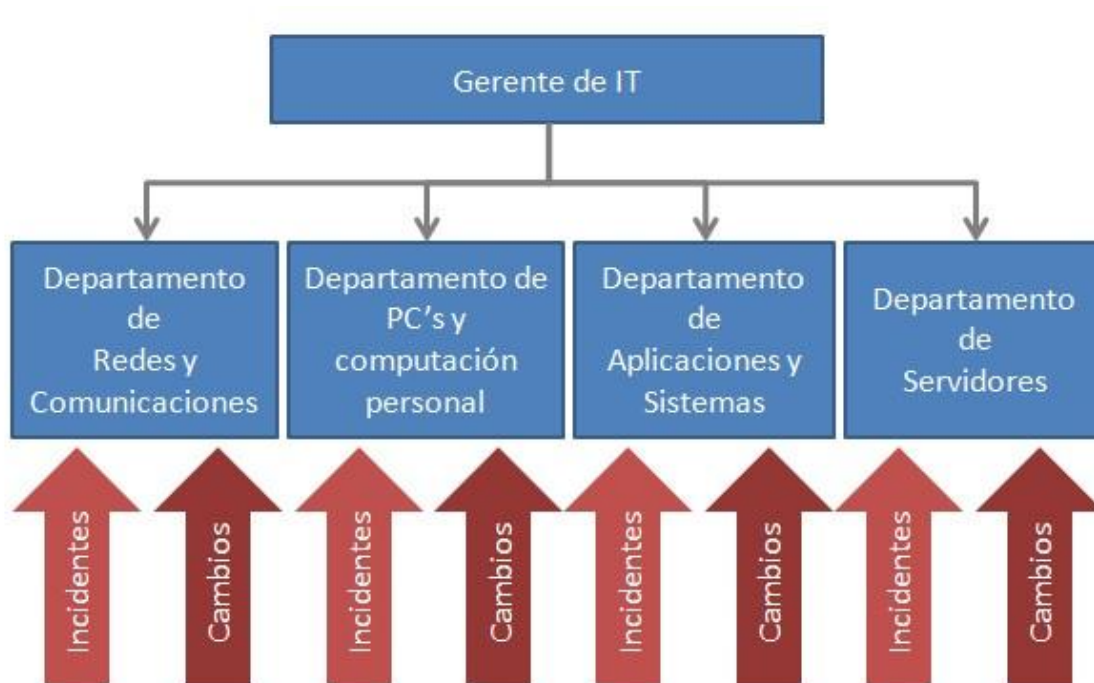 Gerente de IT
Departamento
de
Redes y
Comunicaciones
Departamento de
PC’s y
computación
personal
Departamento
de
Aplicaciones y
Sistemas
Departamento
de
Servidores
Incidentes
Cambios
Incidentes
Cambios
Incidentes
Cambios
Incidentes
Cambios